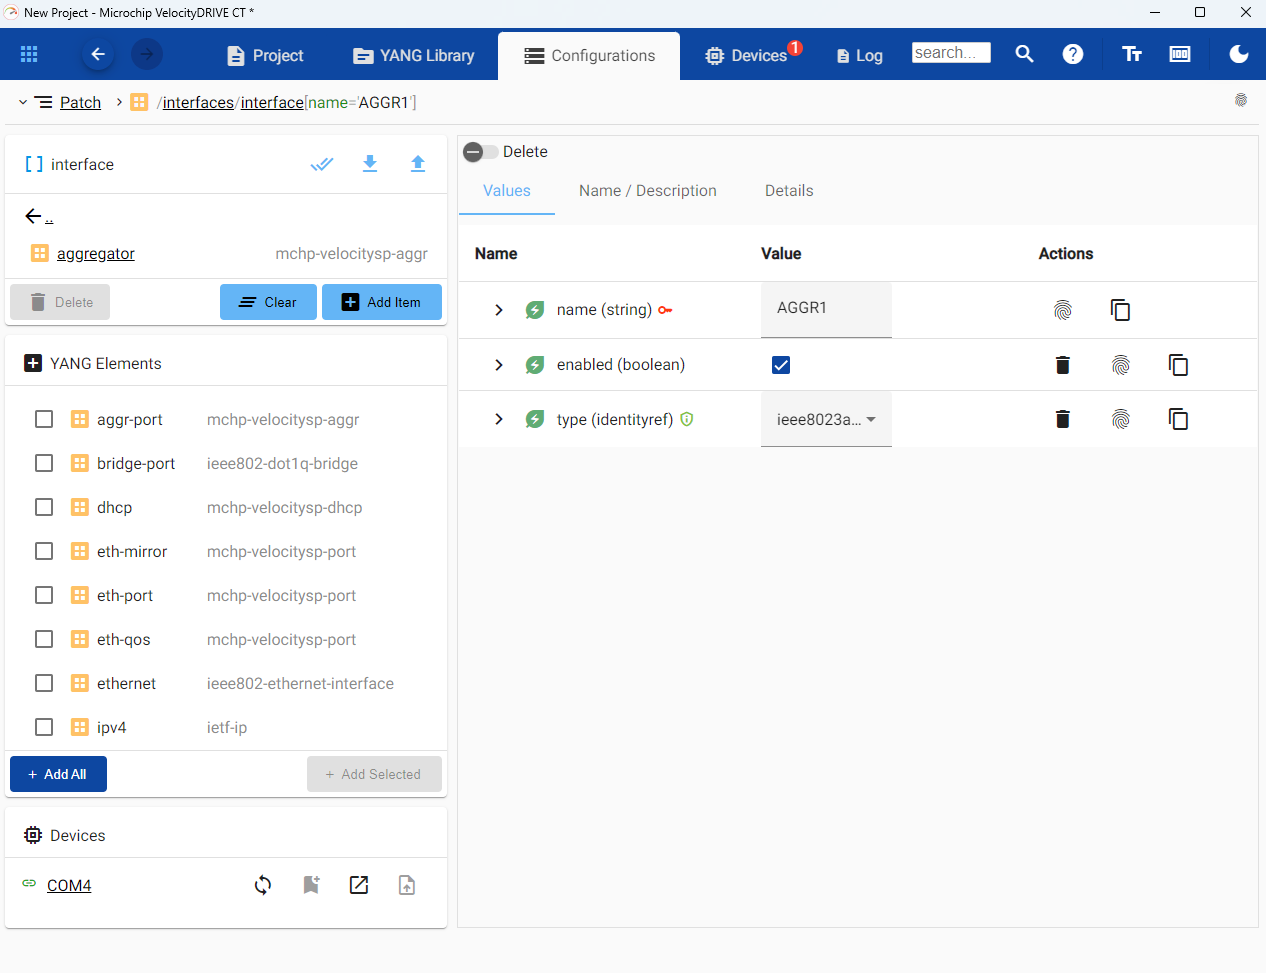 New Project - Microchip VelocityDRIVE CT *
Project
YANG Library
Configurations
Devices
1
Log
search...
Patch
/interfaces/interface[name='AGGR1']
interface
..
aggregator mchp-velocitysp-aggr
Delete
Clear
Add Item
YANG Elements
aggr-port mchp-velocitysp-aggr
bridge-port ieee802-dot1q-bridge
dhcp mchp-velocitysp-dhcp
eth-mirror mchp-velocitysp-port
eth-port mchp-velocitysp-port
eth-qos mchp-velocitysp-port
ethernet ieee802-ethernet-interface
ipv4 ietf-ip
+ Add All
+ Add Selected
Devices
COM4
Delete
Values
Name / Description
Details
Name Value Actions
name (string) AGGR1
enabled (boolean)
type (identityref) ieee8023a...